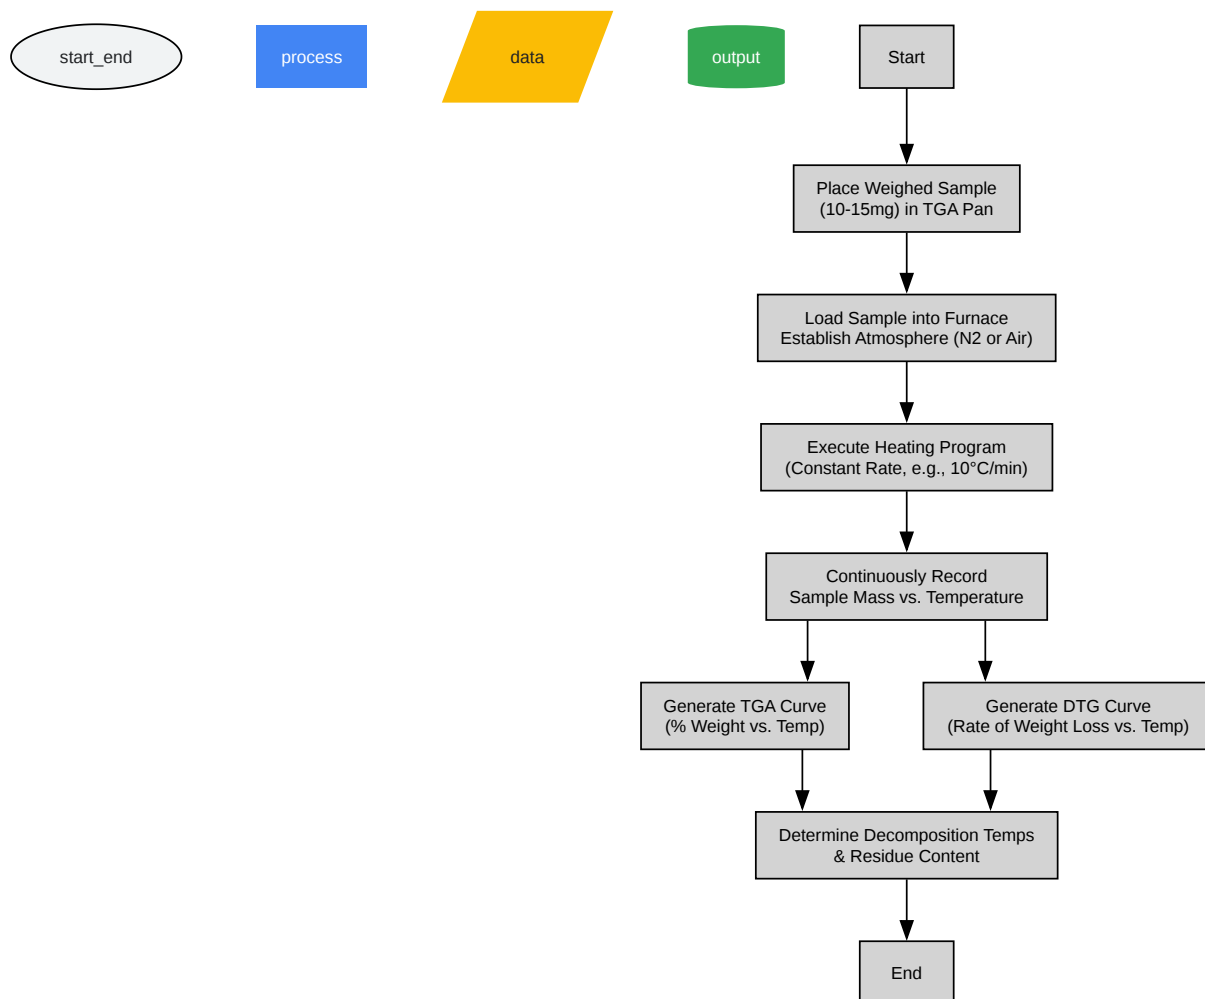 start_end
process
data
output
Start
Place Weighed Sample
(10-15mg) in TGA Pan
Load Sample into Furnace
Establish Atmosphere (N2 or Air)
Execute Heating Program
(Constant Rate, e.g., 10°C/min)
Continuously Record
Sample Mass vs. Temperature
Generate TGA Curve
(% Weight vs. Temp)
Generate DTG Curve
(Rate of Weight Loss vs. Temp)
Determine Decomposition Temps
& Residue Content
End